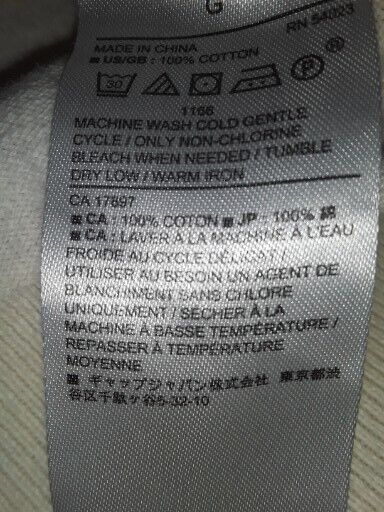 G
RN 54023
MADE IN CHINA
■ US/GB : 100% COTTON
30
P
1166
MACHINE WASH COLD GENTLE
CYCLE / ONLY NON-CHLORINE
BLEACH WHEN NEEDED / TUMBLE
DRY LOW / WARM IRON
CA 17897
■ CA : 100% COTON ■ JP : 100% 綿
■ CA : LAVER À LA MACHINE À L'EAU
FROIDE AU CYCLE DÉLICAT /
UTILISER AU BESOIN UN AGENT DE
BLANCHIMENT SANS CHLORE
UNIQUEMENT / SÉCHER À LA
MACHINE À BASSE TEMPÉRATURE /
REPASSER À TEMPÉRATURE
MOYENNE
■ ギャップジャパン株式会社 東京都渋
谷区千駄ヶ谷5-32-10